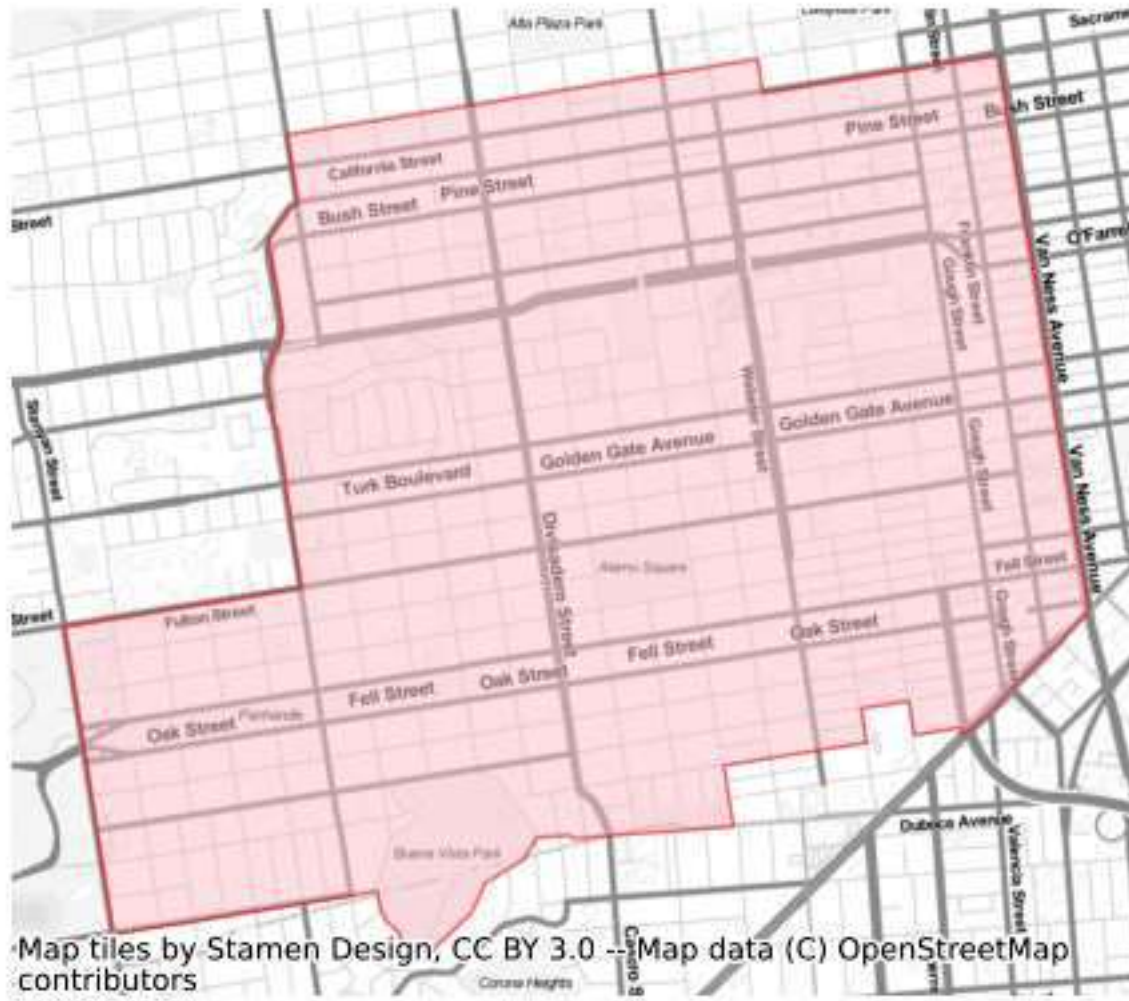 Alta Plaza Park
Lafayette Park
Sacrame
Bush Street
Pine Street
California Street
Pine Street
Bush Street
Street
O'Farrel
Franklin Street
Gough Street
Van Ness Avenue
Stanyan Street
Webster Street
Golden Gate Avenue
Golden Gate Avenue
Turk Boulevard
Gough Street
Van Ness Avenue
Divisadero Street
Alamo Square
Fell Street
Street
Fulton Street
Gough Street
Oak Street
Fell Street
Oak Street
Fell Street
Panhandle
Oak Street
Duboce Avenue
Valencia Street
Buena Vista Park
Map tiles by Stamen Design, CC BY 3.0 -- Map data (C) OpenStreetMap
contributors
Corona Heights